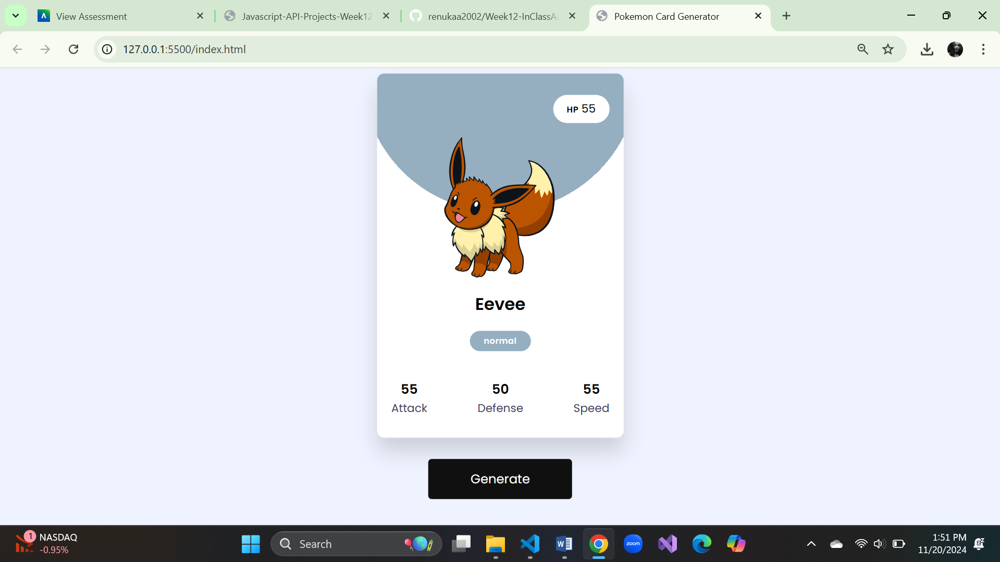 View Assessment
Javascript-API-Projects-Week12
renukaa2002/Week12-InClassAc
Pokemon Card Generator
127.0.0.1:5500/index.html
HP 55
Eevee
normal
55 50 55
Attack Defense Speed
Generate
1
NASDAQ
-0.95%
Search
W
zoom
1:51 PM
11/20/2024